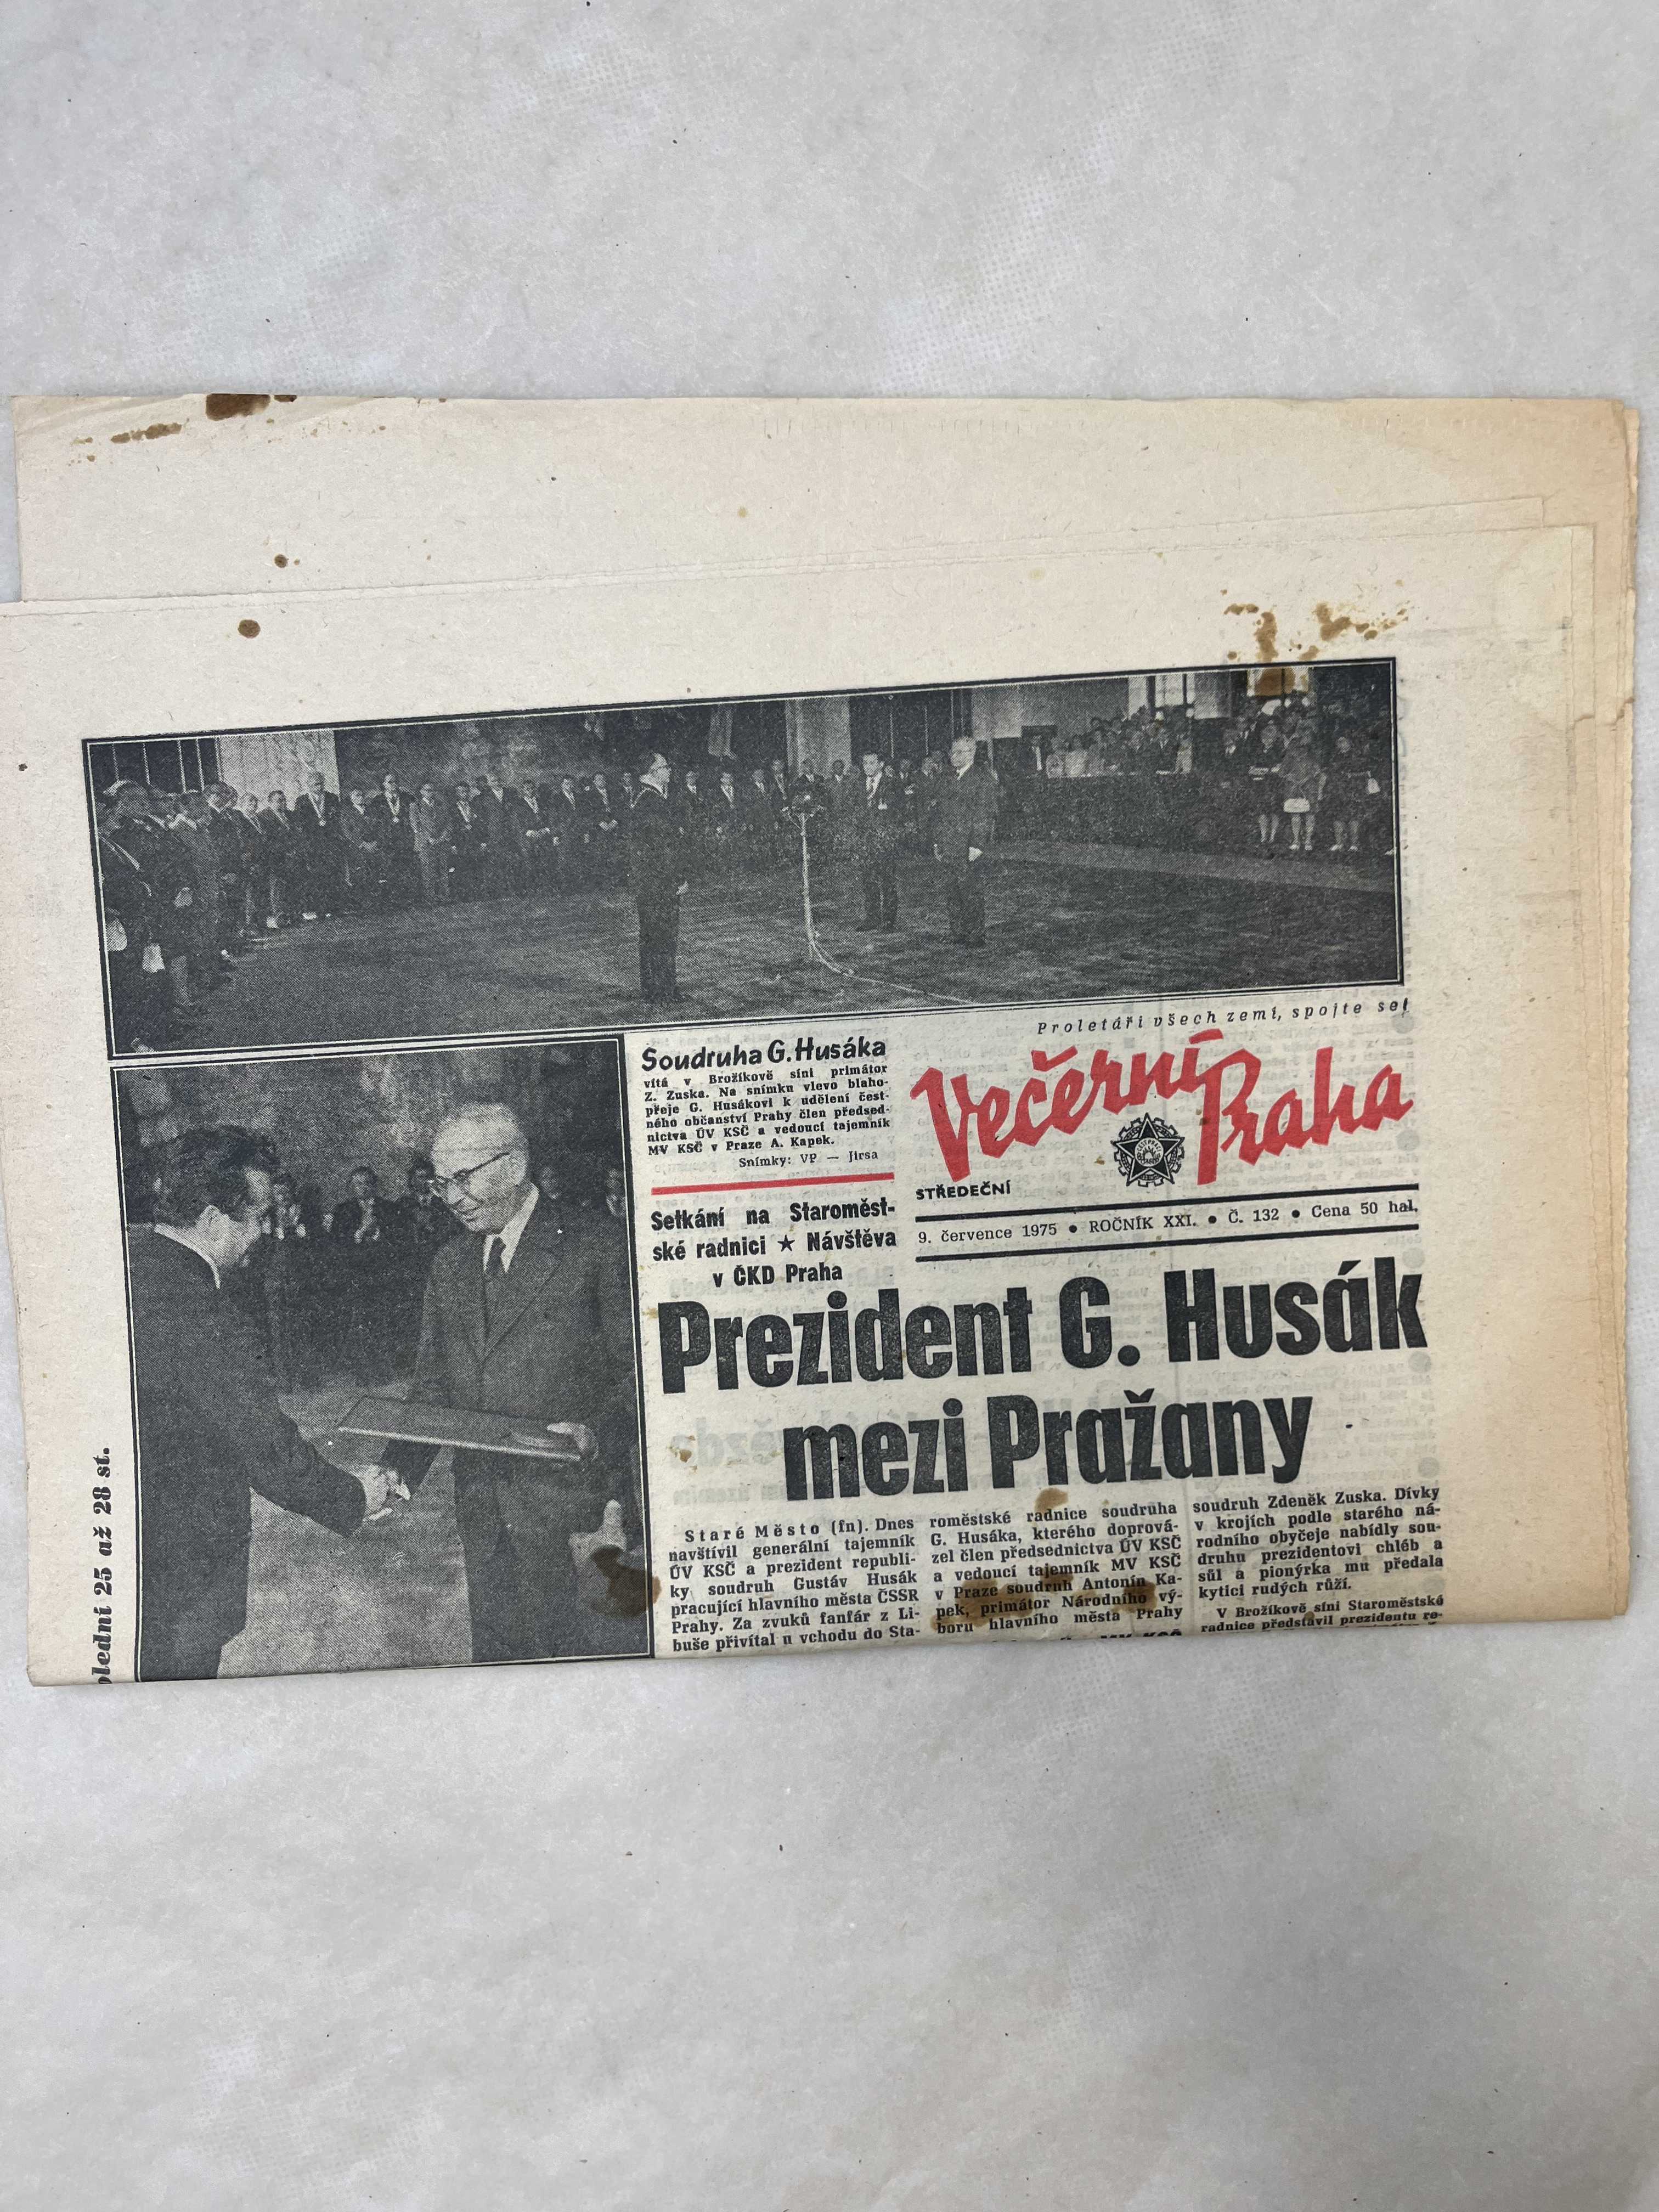 Soudruha G. Husáka
vítá v Brožíkově síni primátor
Z. Zuska. Na snímku vlevo blaho-
přeje G. Husákovi k udělení čest-
ného občanství Prahy člen předsed-
nictva ÚV KSČ a vedoucí tajemník
MV KSČ v Praze A. Kapek.
Snímky: VP — Jirsa
Proletáři všech zemí, spojte se!
Večerní
Praha
STŘEDEČNÍ
9. července 1975 • ROČNÍK XXI. • Č. 132 • Cena 50 hal.
Setkání na Staroměst-
ské radnici ★ Návštěva
v ČKD Praha
Prezident G. Husák
mezi Pražany
Staré Město (fn). Dnes
navštívil generální tajemník
ÚV KSČ a prezident republi-
ky soudruh Gustáv Husák
pracující hlavního města ČSSR
Prahy. Za zvuků fanfár z Li-
buše přivítal u vchodu do Sta-
roměstské radnice soudruha
G. Husáka, kterého doprová-
zel člen předsednictva ÚV KSČ
a vedoucí tajemník MV KSČ
v Praze soudruh Antonín Ka-
pek, primátor Národního vý-
boru hlavního města Prahy
MV KSČ
soudruh Zdeněk Zuska. Dívky
v krojích podle starého ná-
rodního obyčeje nabídly sou-
druhu prezidentovi chléb a
sůl a pionýrka mu předala
kytici rudých růží.
V Brožíkově síni Staroměstské
radnice představil prezidentu re-
lední 25 až 28 st.